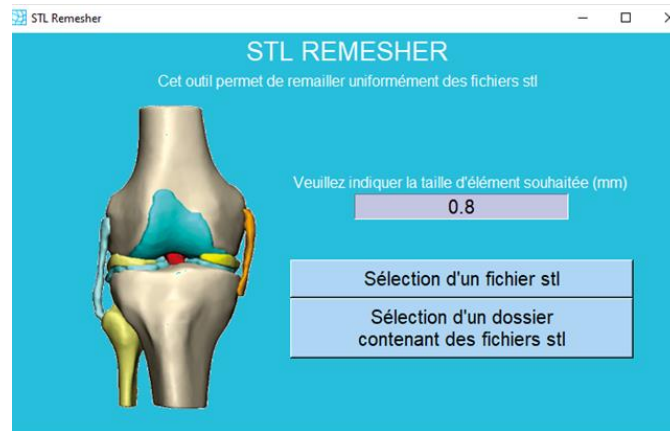 STL Remesher
STL REMESHER
Cet outil permet de remailler uniformément des fichiers stl
Veuillez indiquer la taille d'élément souhaitée (mm)
0.8
Sélection d'un fichier stl
Sélection d'un dossier
contenant des fichiers stl